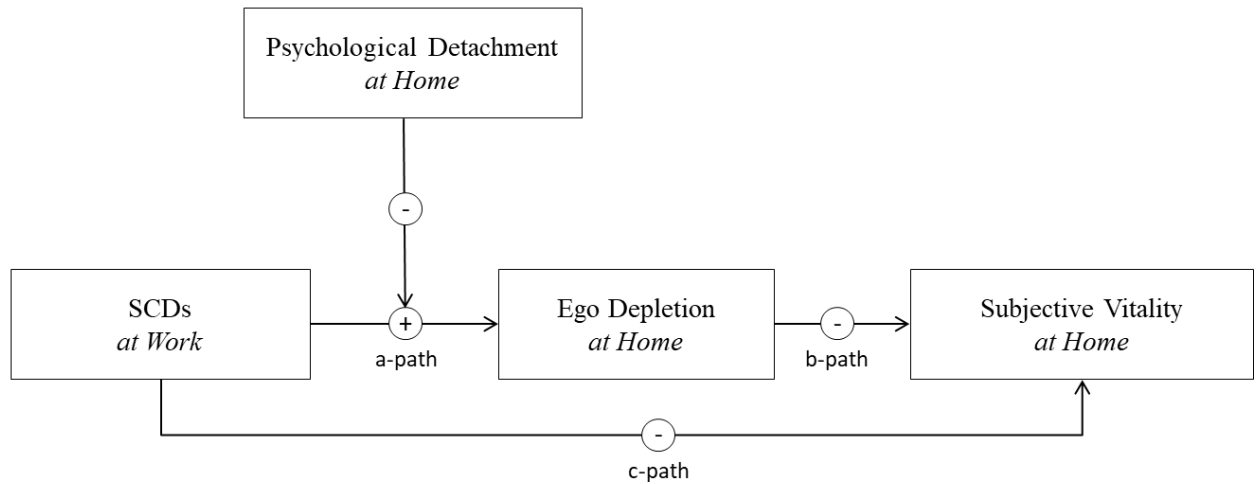 Psychological Detachment
at Home
-
SCDs
at Work
+
a-path
Ego Depletion
at Home
-
b-path
Subjective Vitality
at Home
-
c-path